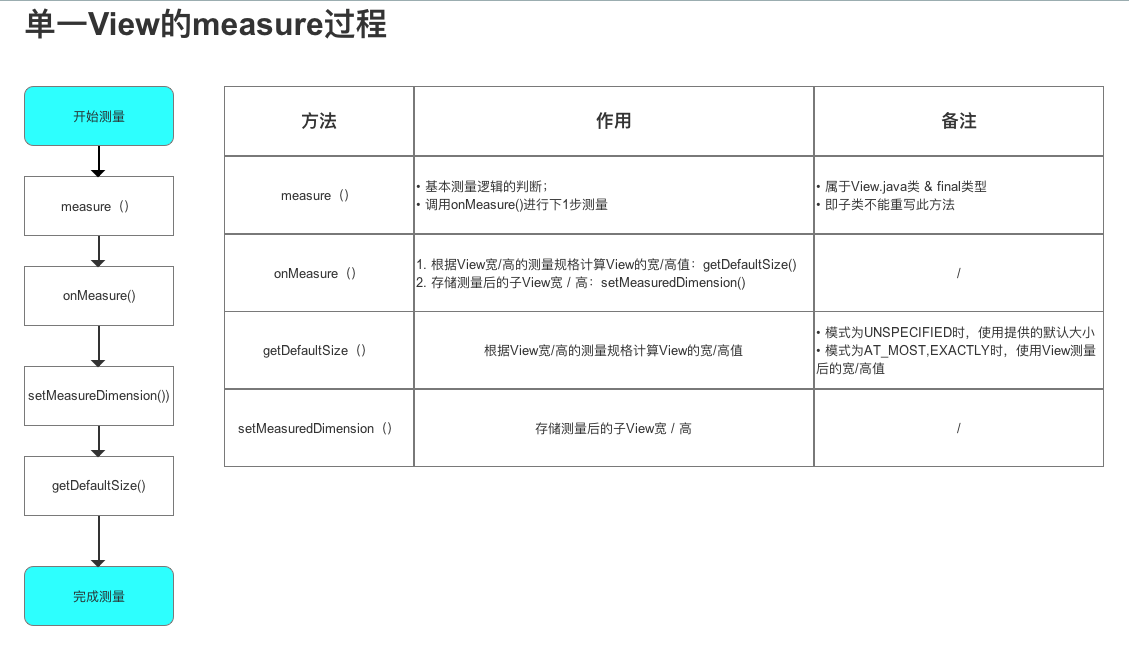 单一View的measure过程
开始测量
measure（）
onMeasure()
setMeasureDimension())
getDefaultSize()
完成测量
方法
作用
备注
measure（）
• 基本测量逻辑的判断；
• 调用onMeasure()进行下1步测量
• 属于View.java类 & final类型
• 即子类不能重写此方法
onMeasure（）
1. 根据View宽/高的测量规格计算View的宽/高值：getDefaultSize()
2. 存储测量后的子View宽 / 高：setMeasuredDimension()
/
getDefaultSize（）
根据View宽/高的测量规格计算View的宽/高值
• 模式为UNSPECIFIED时，使用提供的默认大小
• 模式为AT_MOST,EXACTLY时，使用View测量
后的宽/高值
setMeasuredDimension（）
存储测量后的子View宽 / 高
/